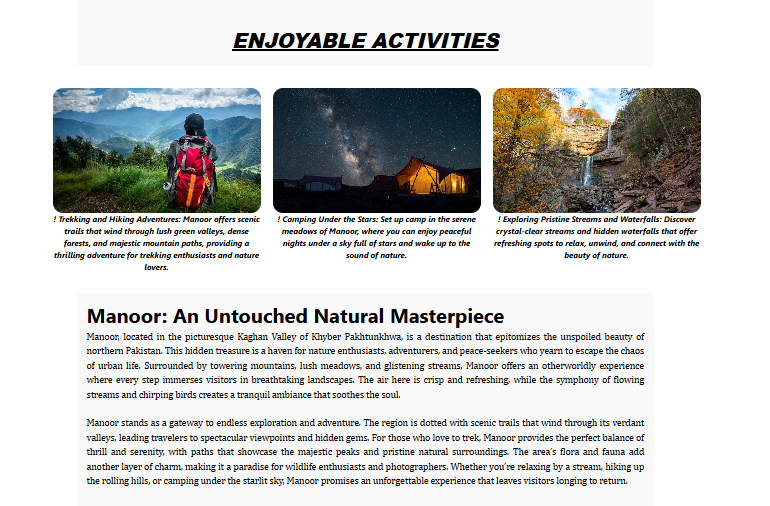 ENJOYABLE ACTIVITIES
! Trekking and Hiking Adventures: Manoor offers scenic
trails that wind through lush green valleys, dense
forests, and majestic mountain paths, providing a
thrilling adventure for trekking enthusiasts and nature
lovers.
! Camping Under the Stars: Set up camp in the serene
meadows of Manoor, where you can enjoy peaceful
nights under a sky full of stars and wake up to the
sound of nature.
! Exploring Pristine Streams and Waterfalls: Discover
crystal-clear streams and hidden waterfalls that offer
refreshing spots to relax, unwind, and connect with the
beauty of nature.
Manoor: An Untouched Natural Masterpiece
Manoor, located in the picturesque Kaghan Valley of Khyber Pakhtunkhwa, is a destination that epitomizes the unspoiled beauty of
northern Pakistan. This hidden treasure is a haven for nature enthusiasts, adventurers, and peace-seekers who yearn to escape the chaos
of urban life. Surrounded by towering mountains, lush meadows, and glistening streams, Manoor offers an otherworldly experience
where every step immerses visitors in breathtaking landscapes. The air here is crisp and refreshing, while the symphony of flowing
streams and chirping birds creates a tranquil ambiance that soothes the soul.
Manoor stands as a gateway to endless exploration and adventure. The region is dotted with scenic trails that wind through its verdant
valleys, leading travelers to spectacular viewpoints and hidden gems. For those who love to trek, Manoor provides the perfect balance of
thrill and serenity, with paths that showcase the majestic peaks and pristine natural surroundings. The area's flora and fauna add
another layer of charm, making it a paradise for wildlife enthusiasts and photographers. Whether you're relaxing by a stream, hiking up
the rolling hills, or camping under the starlit sky, Manoor promises an unforgettable experience that leaves visitors longing to return.